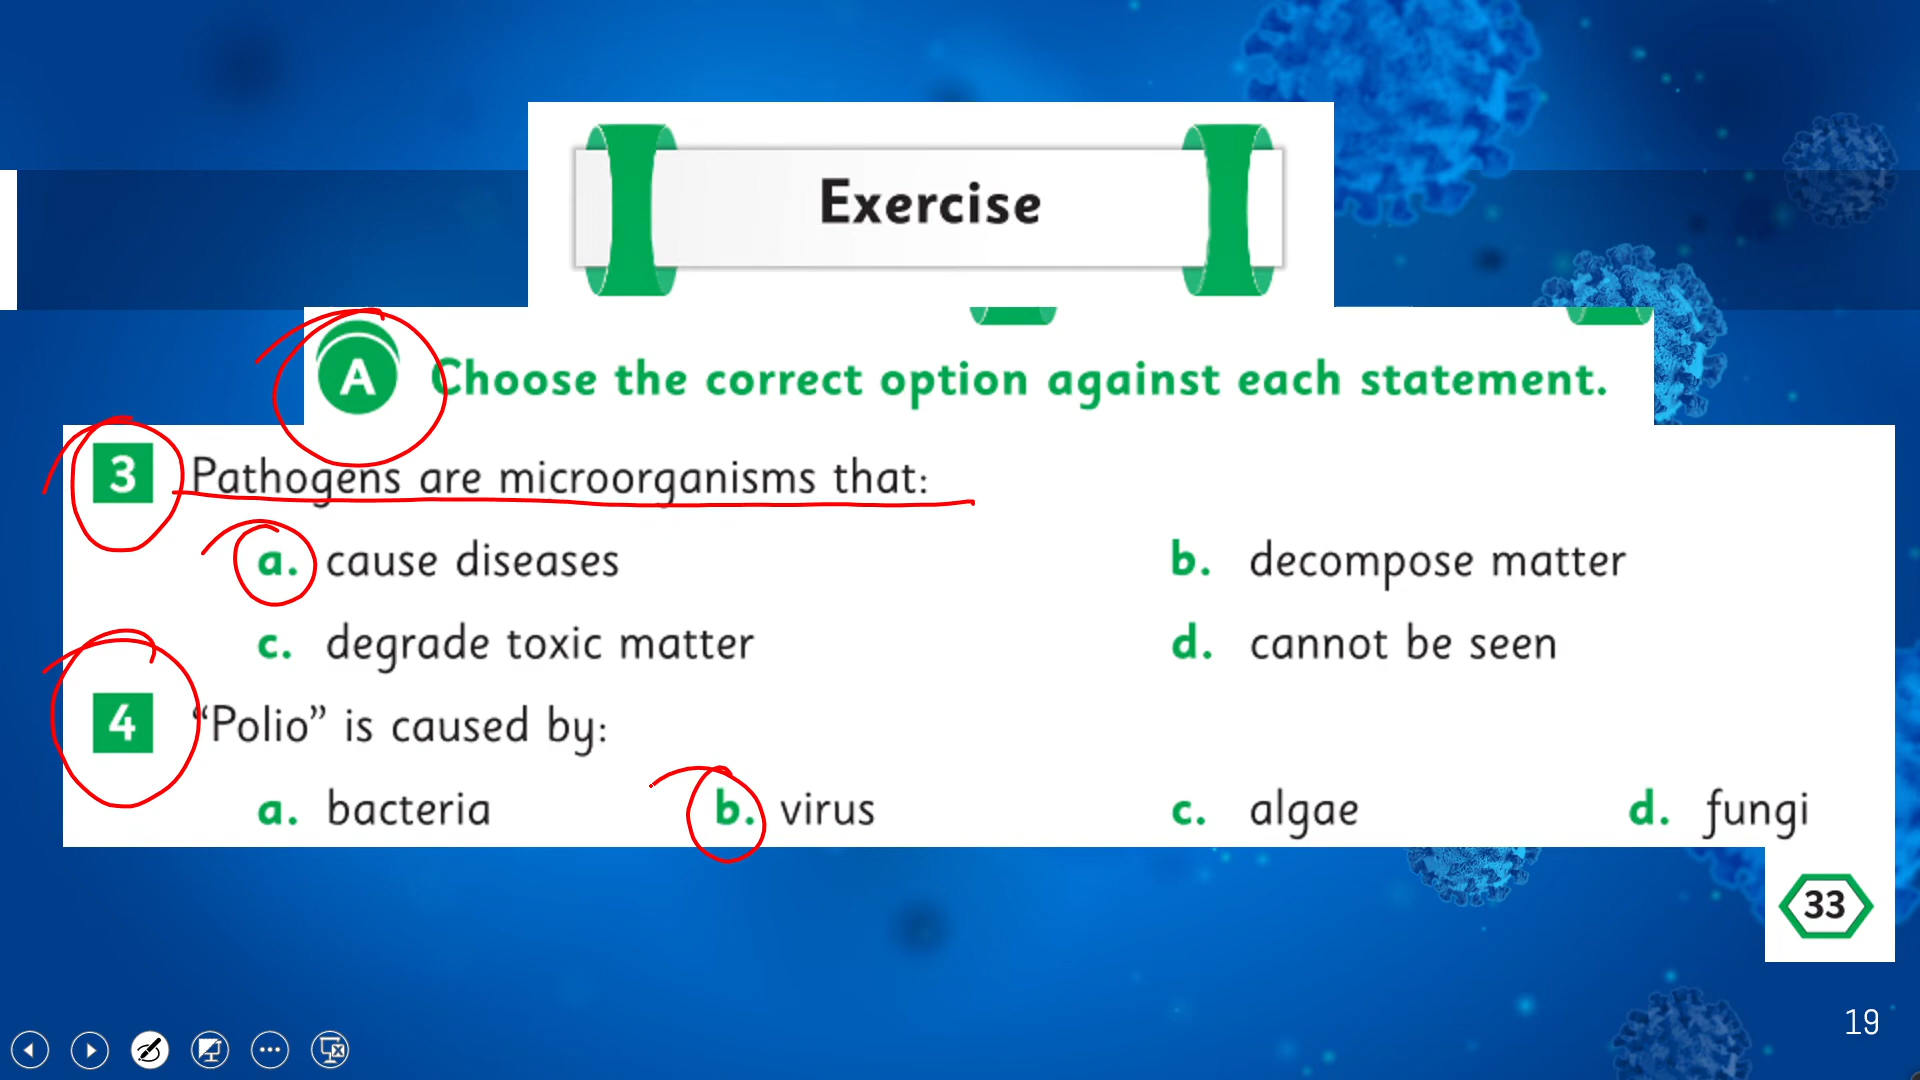 Exercise
A Choose the correct option against each statement.
3 Pathogens are microorganisms that:
a. cause diseases b. decompose matter
c. degrade toxic matter d. cannot be seen
4 “Polio” is caused by:
a. bacteria b. virus c. algae d. fungi
33
19